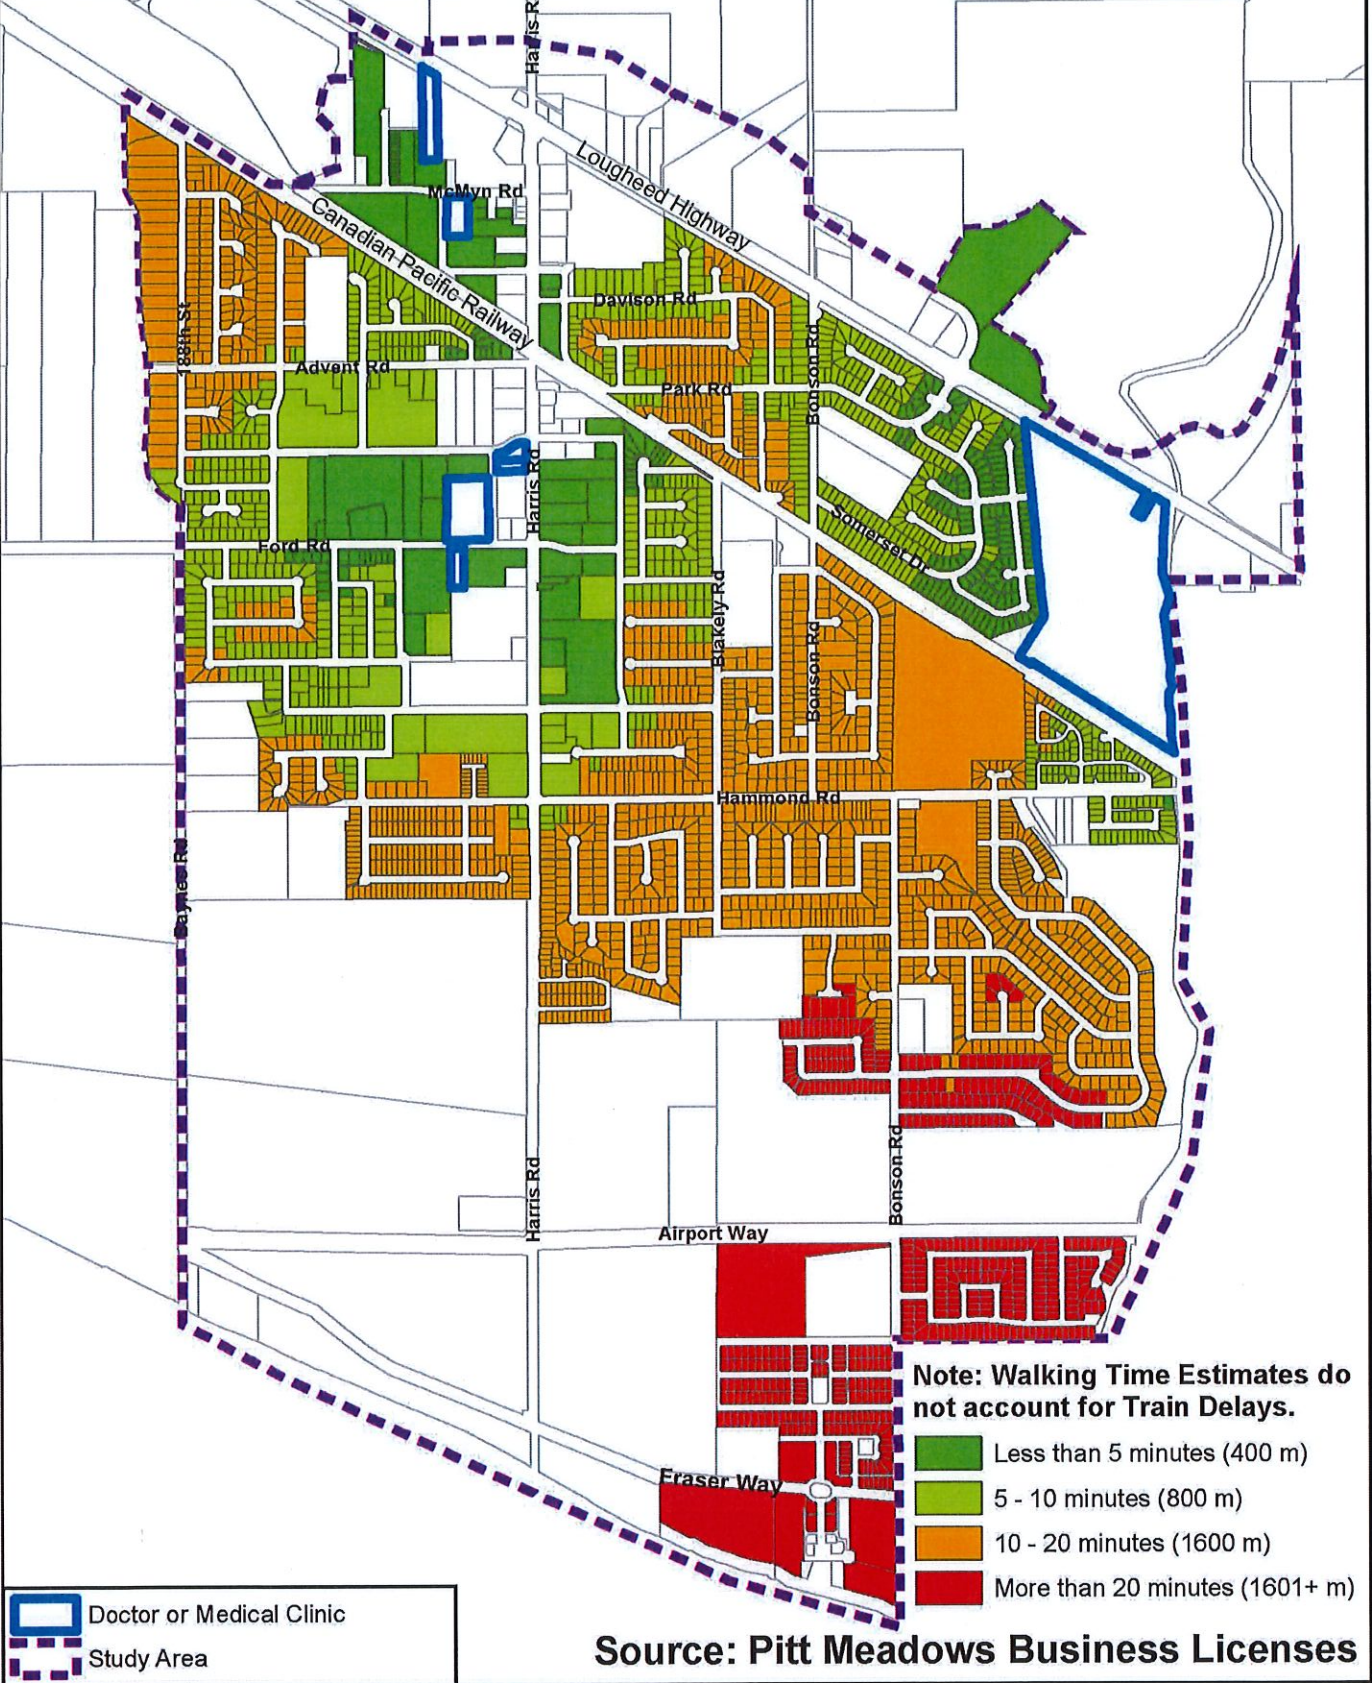 Harris R
Lougheed Highway
McMyn Rd
Canadian Pacific Railway
Davison Rd
188th St
Bonson Rd
Advent Rd
Park Rd
Harris Rd
Somerset Dr
Ford Rd
Blakely Rd
Bonson Rd
Hammond Rd
Baynes Rd
Bonson Rd
Harris Rd
Airport Way
Fraser Way
Note: Walking Time Estimates do
not account for Train Delays.
Less than 5 minutes (400 m)
5 - 10 minutes (800 m)
10 - 20 minutes (1600 m)
More than 20 minutes (1601+ m)
Doctor or Medical Clinic
Study Area
Source: Pitt Meadows Business Licenses